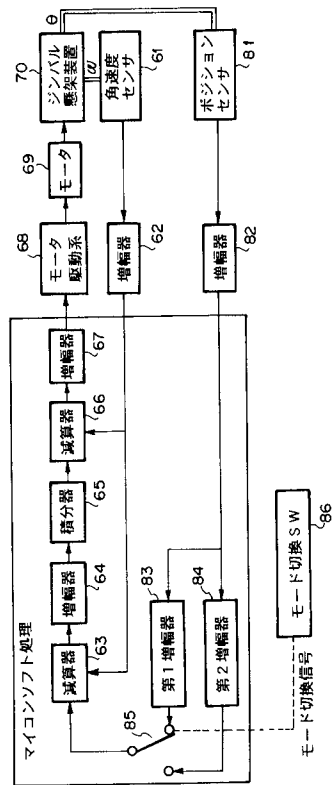 マイコンソフト処理
63
減算器
64
増幅器
65
積分器
66
減算器
67
増幅器
68
モータ
駆動系
69
モータ
70
ジンバル
懸架装置
θ
ω
角速度
センサ
61
増幅器
62
ポジション
センサ
81
増幅器
82
83
第1増幅器
84
第2増幅器
85
モード切換信号
モード切換SW
86